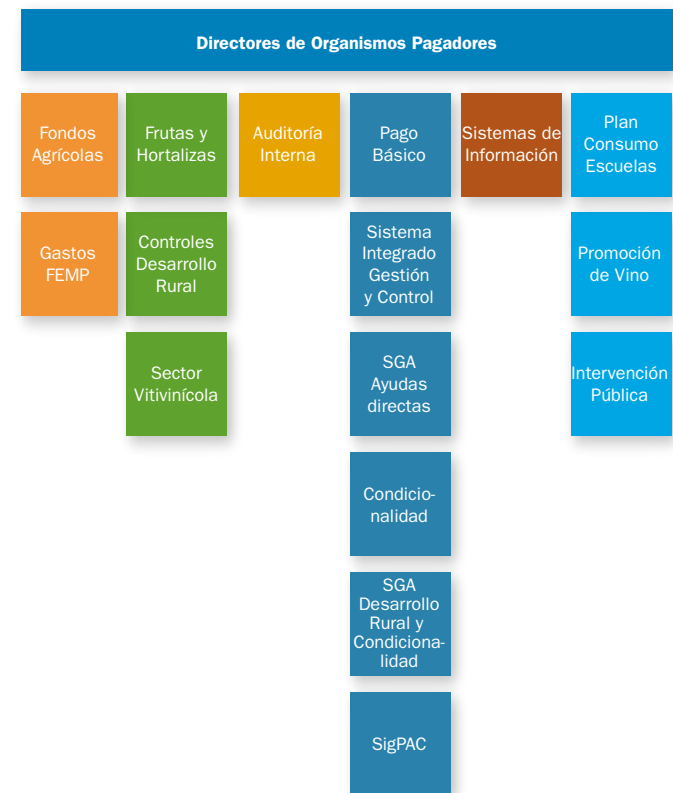 Directores de Organismos Pagadores
Fondos
Agrícolas
Frutas y
Hortalizas
Auditoría
Interna
Pago
Básico
Sistemas de
Información
Plan
Consumo
Escuelas
Gastos
FEMP
Controles
Desarrollo
Rural
Sistema
Integrado
Gestión
y Control
Promoción
de Vino
Sector
Vitivinícola
SGA
Ayudas
directas
Intervención
Pública
Condicio-
nalidad
SGA
Desarrollo
Rural y
Condiciona-
lidad
SigPAC